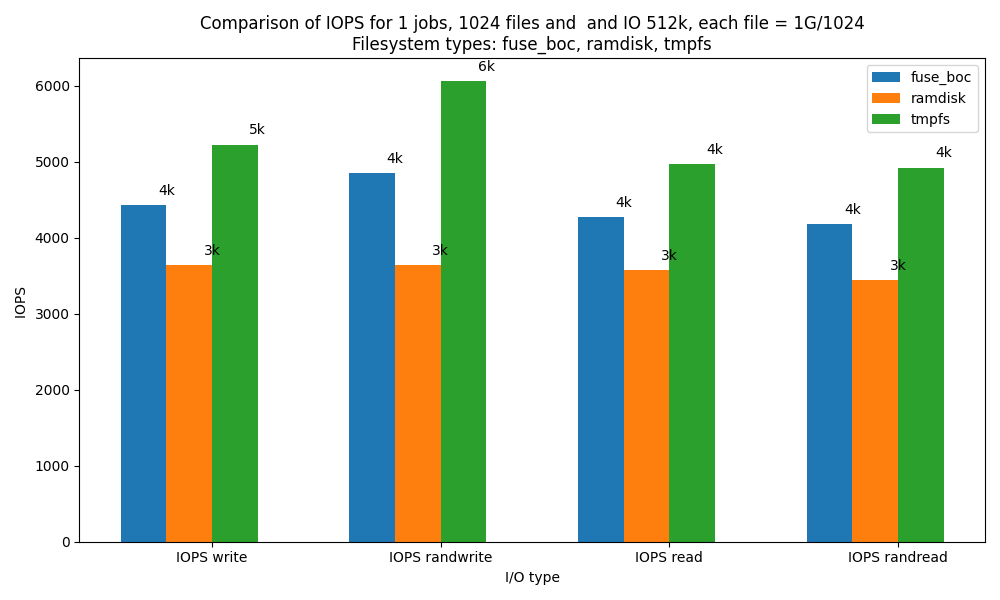 Comparison of IOPS for 1 jobs, 1024 files and  and IO 512k, each file = 1G/1024
Filesystem types: fuse_boc, ramdisk, tmpfs
fuse_boc
ramdisk
tmpfs
IOPS
6000
5000
4000
3000
2000
1000
0
4k
3k
5k
4k
3k
6k
4k
3k
4k
4k
3k
4k
IOPS write
IOPS randwrite
IOPS read
IOPS randread
I/O type